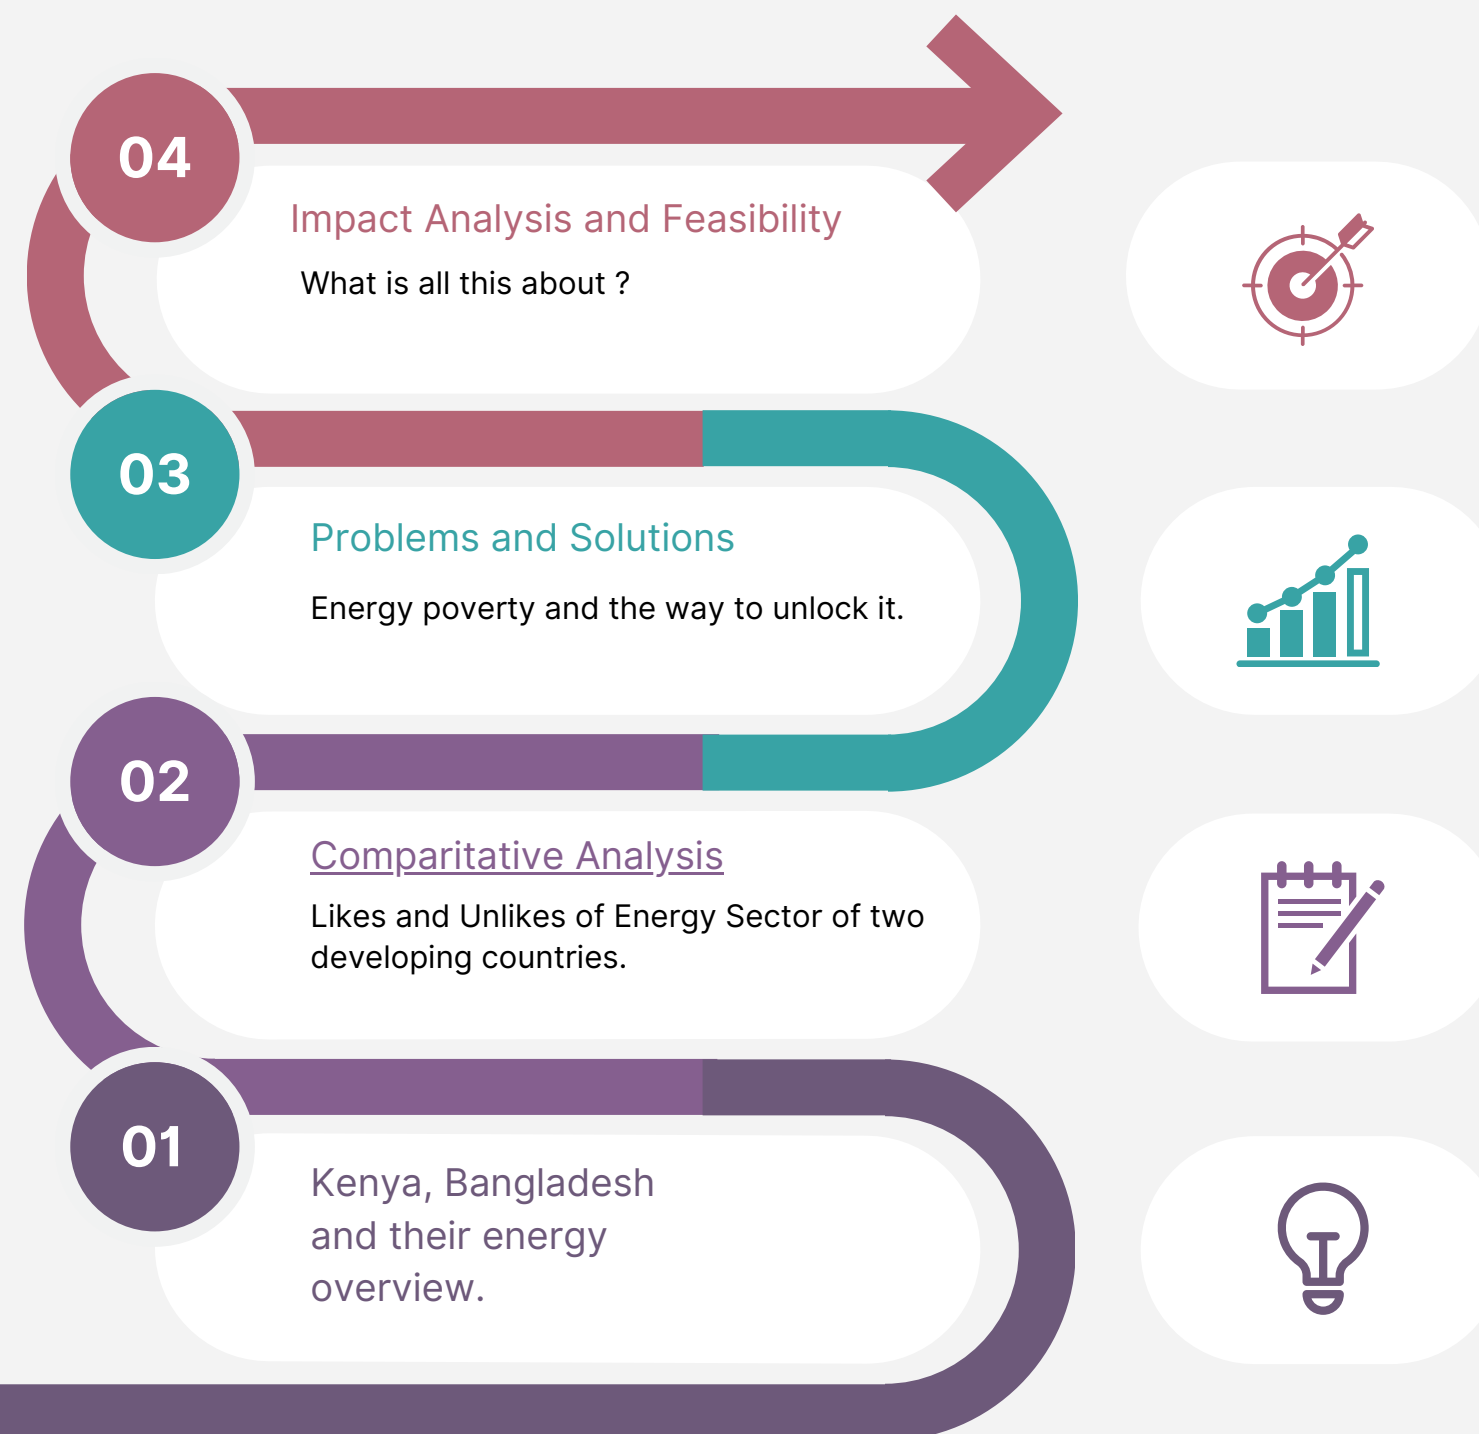 04
Impact Analysis and Feasibility
What is all this about ?
03
Problems and Solutions
Energy poverty and the way to unlock it.
02
Comparitative Analysis
Likes and Unlikes of Energy Sector of two
developing countries.
01
Kenya, Bangladesh
and their energy
overview.